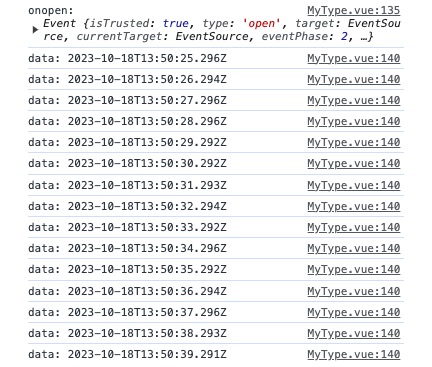 onopen: MyType.vue:135
Event {isTrusted: true, type: 'open', target: EventSou
rce, currentTarget: EventSource, eventPhase: 2, …}
data: 2023-10-18T13:50:25.296Z MyType.vue:140
data: 2023-10-18T13:50:26.294Z MyType.vue:140
data: 2023-10-18T13:50:27.296Z MyType.vue:140
data: 2023-10-18T13:50:28.296Z MyType.vue:140
data: 2023-10-18T13:50:29.292Z MyType.vue:140
data: 2023-10-18T13:50:30.292Z MyType.vue:140
data: 2023-10-18T13:50:31.293Z MyType.vue:140
data: 2023-10-18T13:50:32.294Z MyType.vue:140
data: 2023-10-18T13:50:33.292Z MyType.vue:140
data: 2023-10-18T13:50:34.296Z MyType.vue:140
data: 2023-10-18T13:50:35.292Z MyType.vue:140
data: 2023-10-18T13:50:36.294Z MyType.vue:140
data: 2023-10-18T13:50:37.296Z MyType.vue:140
data: 2023-10-18T13:50:38.293Z MyType.vue:140
data: 2023-10-18T13:50:39.291Z MyType.vue:140